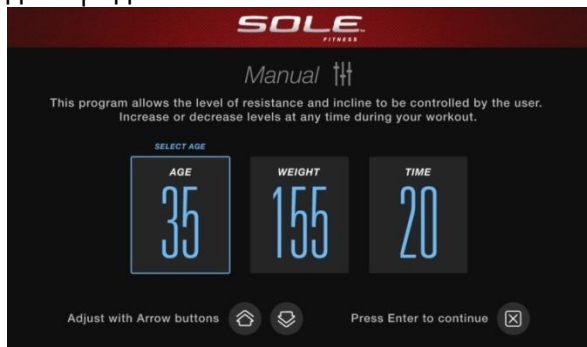 SOLE
FITNESS
Manual
This program allows the level of resistance and incline to be controlled by the user.
Increase or decrease levels at any time during your workout.
SELECT AGE
AGE WEIGHT TIME
35 155 20
Adjust with Arrow buttons Press Enter to continue